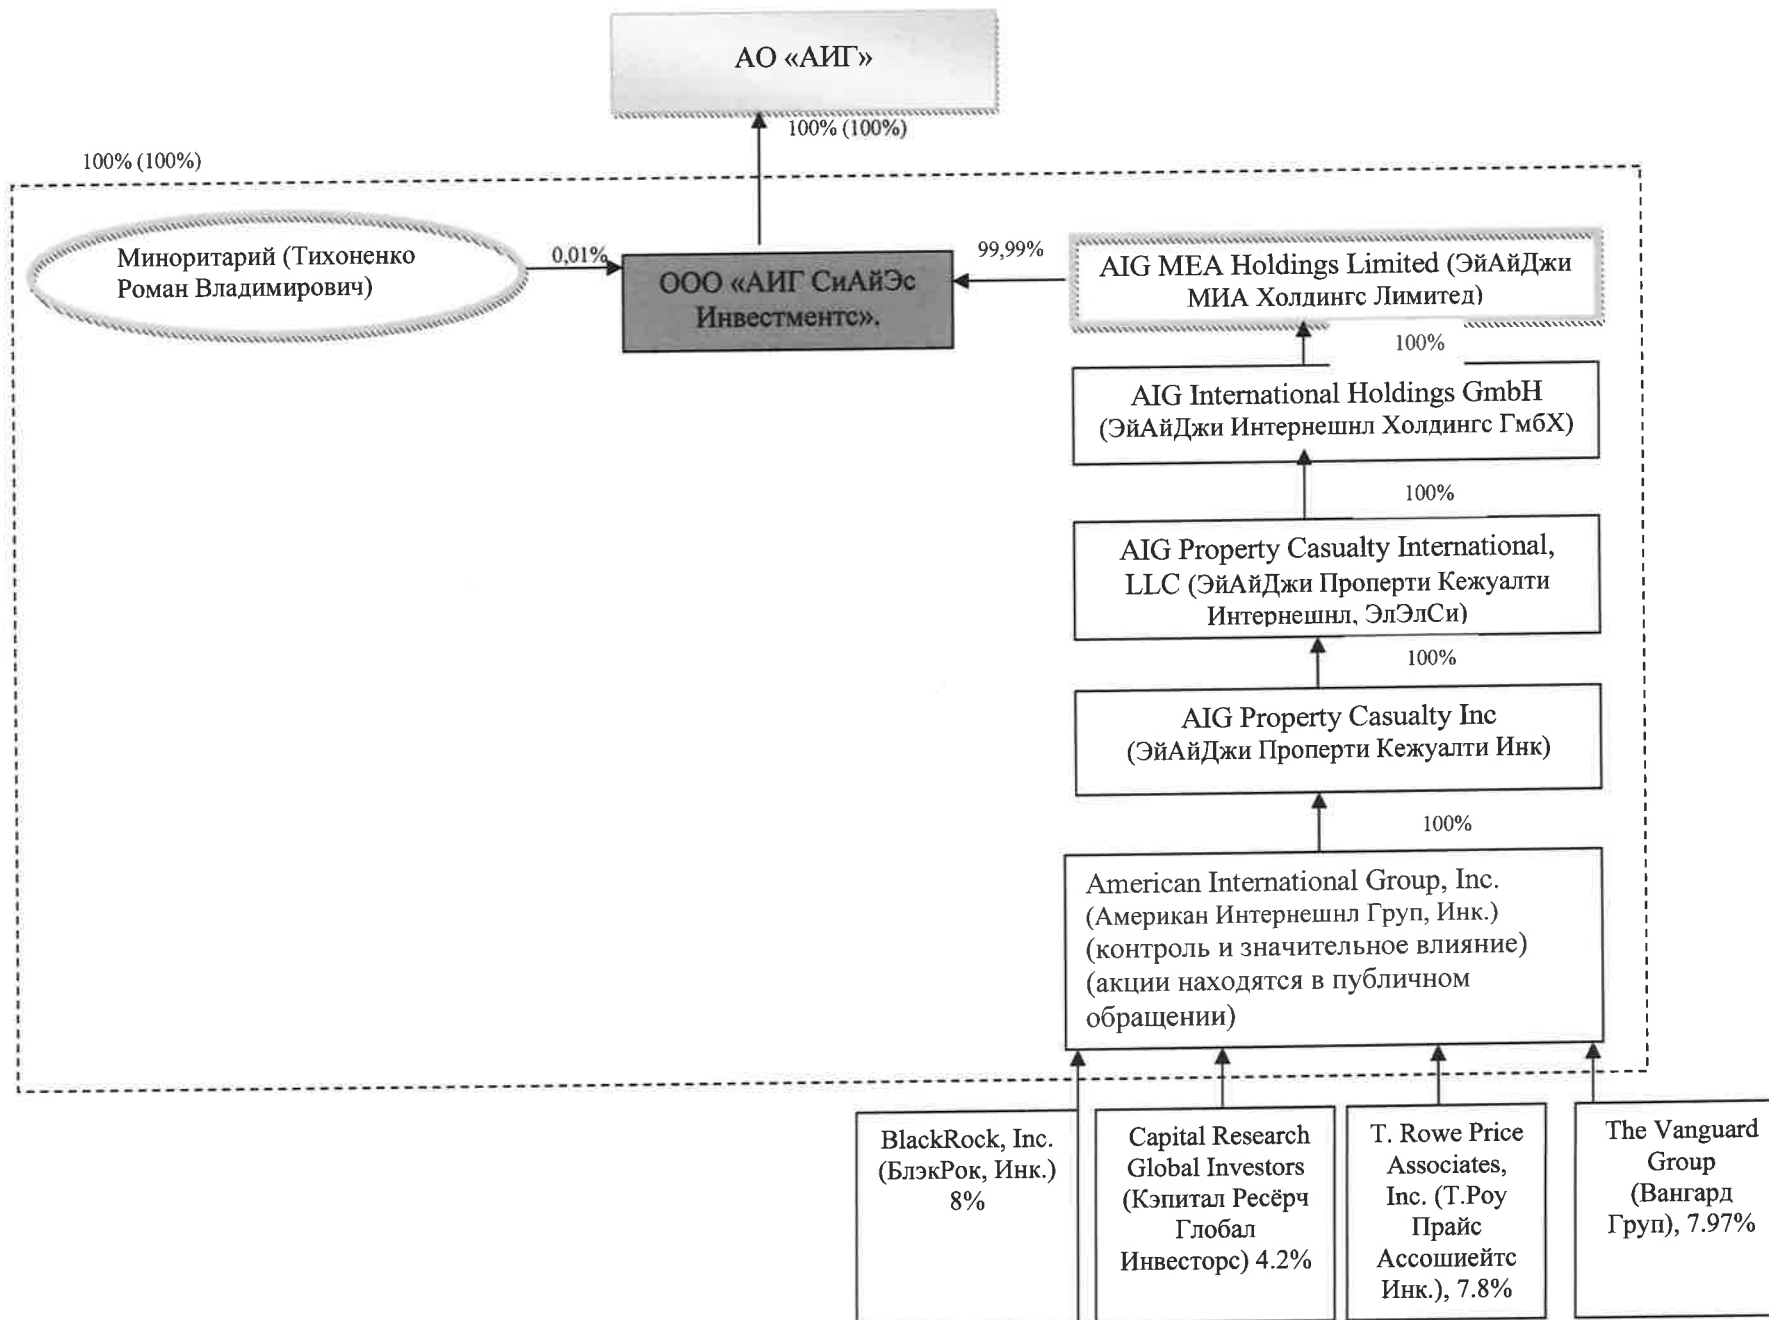 АО «АИГ»
100% (100%)
100% (100%)
Миноритарий (Тихоненко
Роман Владимирович)
0,01%
ООО «АИГ СиАйЭс
Инвестментс».
99,99%
AIG MEA Holdings Limited (ЭйАйДжи
МИА Холдингс Лимитед)
100%
AIG International Holdings GmbH
(ЭйАйДжи Интернешнл Холдингс ГмбХ)
100%
AIG Property Casualty International,
LLC (ЭйАйДжи Проперти Кежуалти
Интернешнл, ЭлЭлСи)
100%
AIG Property Casualty Inc
(ЭйАйДжи Проперти Кежуалти Инк)
100%
American International Group, Inc.
(Американ Интернешнл Груп, Инк.)
(контроль и значительное влияние)
(акции находятся в публичном
обращении)
BlackRock, Inc.
(БлэкРок, Инк.)
8%
Capital Research
Global Investors
(Кэпитал Ресёрч
Глобал
Инвесторс) 4.2%
T. Rowe Price
Associates,
Inc. (Т.Роу
Прайс
Ассошиейтс
Инк.), 7.8%
The Vanguard
Group
(Вангард
Груп), 7.97%